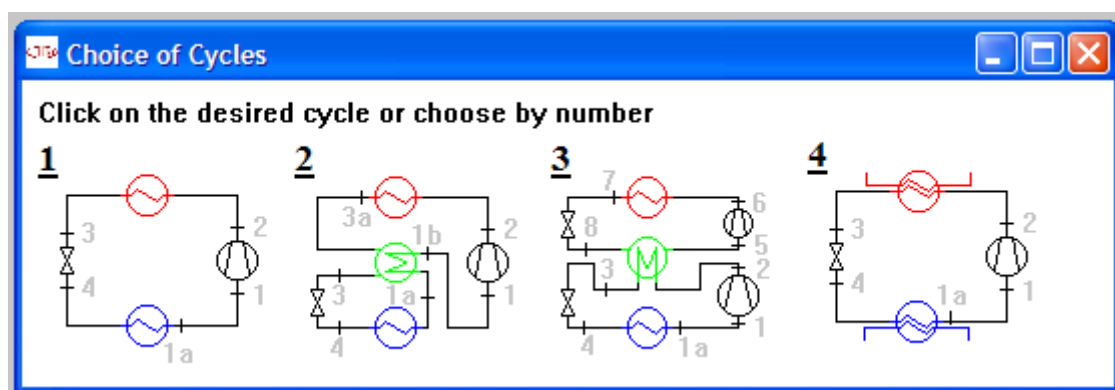 Choice of Cycles
Click on the desired cycle or choose by number
1 2 3 4
3 2 4 1 1a
3a 1b 2 3 1a 1 4
7 6 8 5 3 2 4 1a 1
3 2 4 1a 1